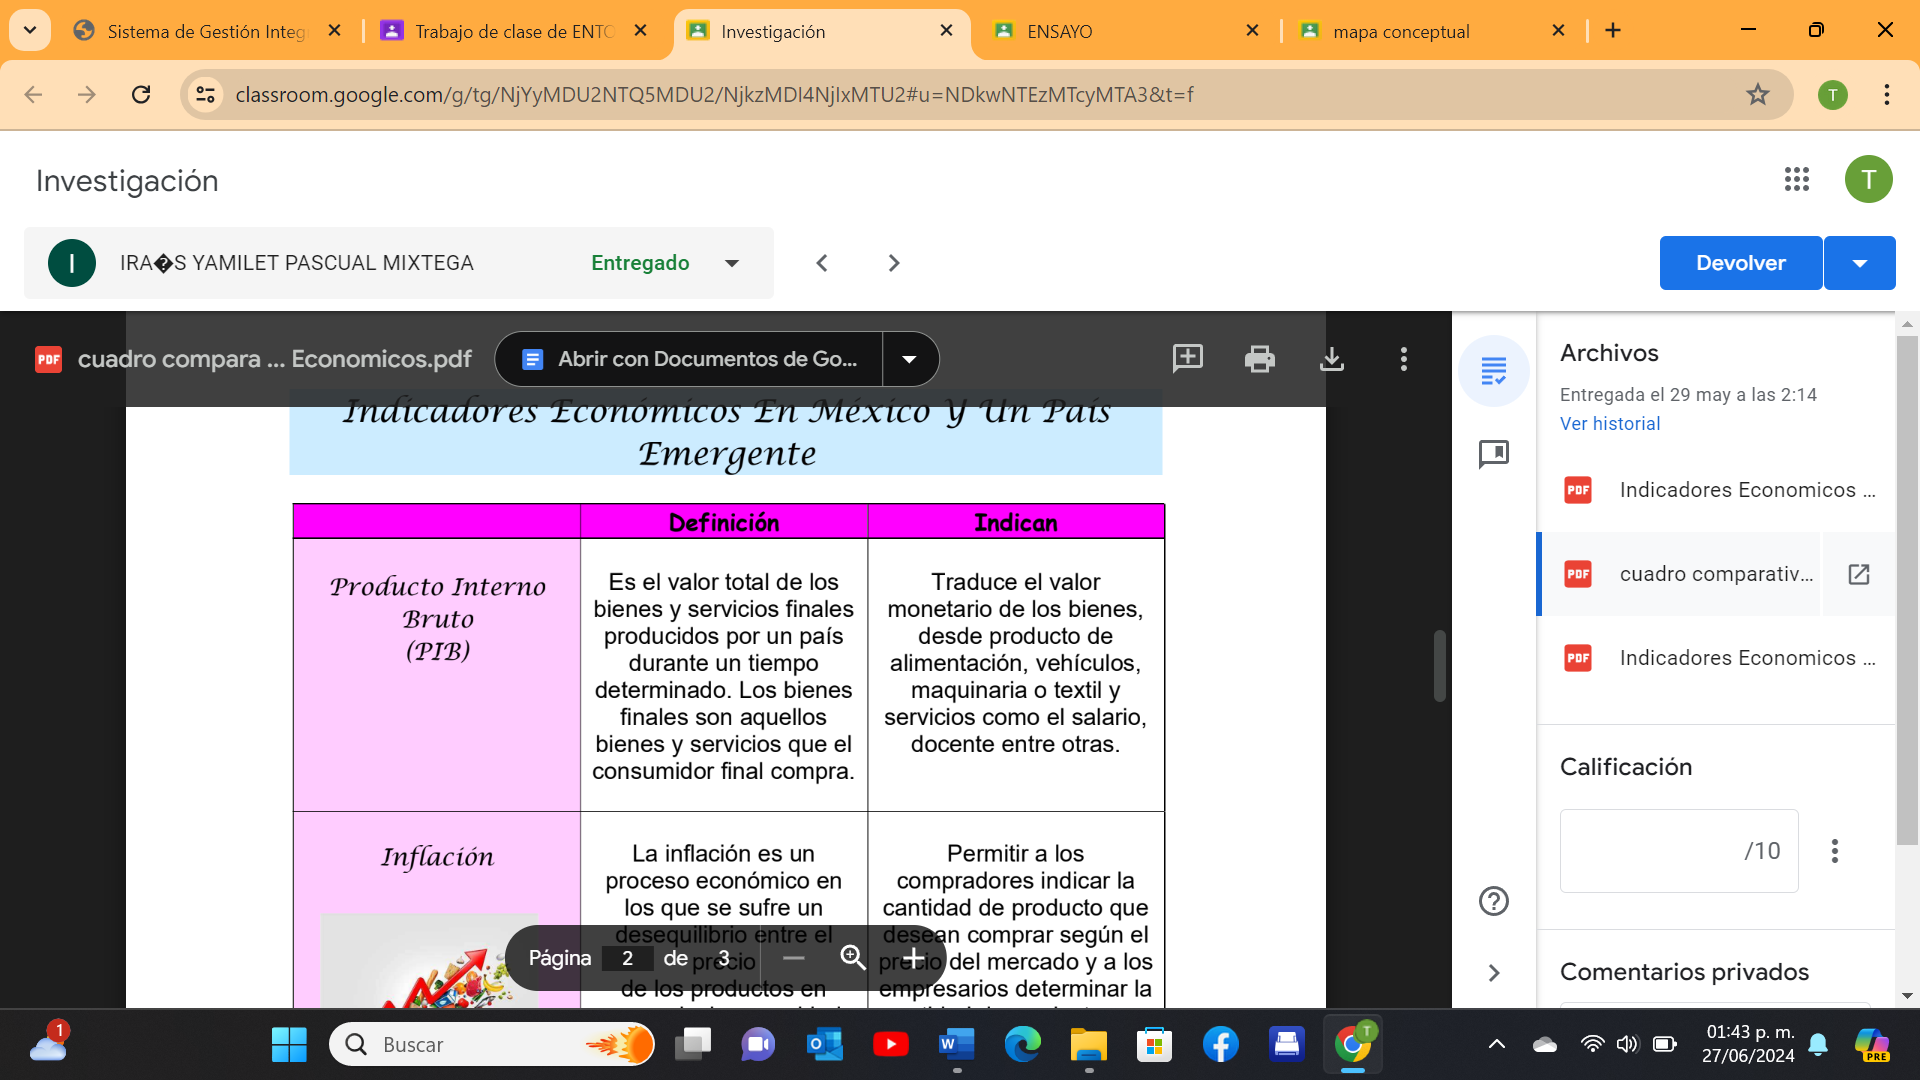 Sistema de Gestión Integ
Trabajo de clase de ENTO
Investigación
ENSAYO
mapa conceptual
classroom.google.com/g/tg/NjYyMDU2NTQ5MDU2/NjkzMDI4NjIxMTU2#u=NDkwNTEzMTcyMTA3&t=f
T
Investigación
T
I
IRA�S YAMILET PASCUAL MIXTEGA
Entregado
Devolver
PDF
cuadro compara ... Economicos.pdf
Abrir con Documentos de Go...
Indicadores Económicos En México Y Un País
Emergente
Definición
Indican
Producto Interno
Bruto
(PIB)
Es el valor total de los
bienes y servicios finales
producidos por un país
durante un tiempo
determinado. Los bienes
finales son aquellos
bienes y servicios que el
consumidor final compra.
Traduce el valor
monetario de los bienes,
desde producto de
alimentación, vehículos,
maquinaria o textil y
servicios como el salario,
docente entre otras.
Inflación
La inflación es un
proceso económico en
los que se sufre un
desequilibrio entre el
precio
de los productos en
Permitir a los
compradores indicar la
cantidad de producto que
desean comprar según el
precio del mercado y a los
empresarios determinar la
Página 2 de 3
Archivos
Entregada el 29 may a las 2:14
Ver historial
PDF
Indicadores Economicos ...
PDF
cuadro comparativ...
PDF
Indicadores Economicos ...
Calificación
/10
Comentarios privados
1
Buscar
T
01:43 p. m.
27/06/2024
PRE